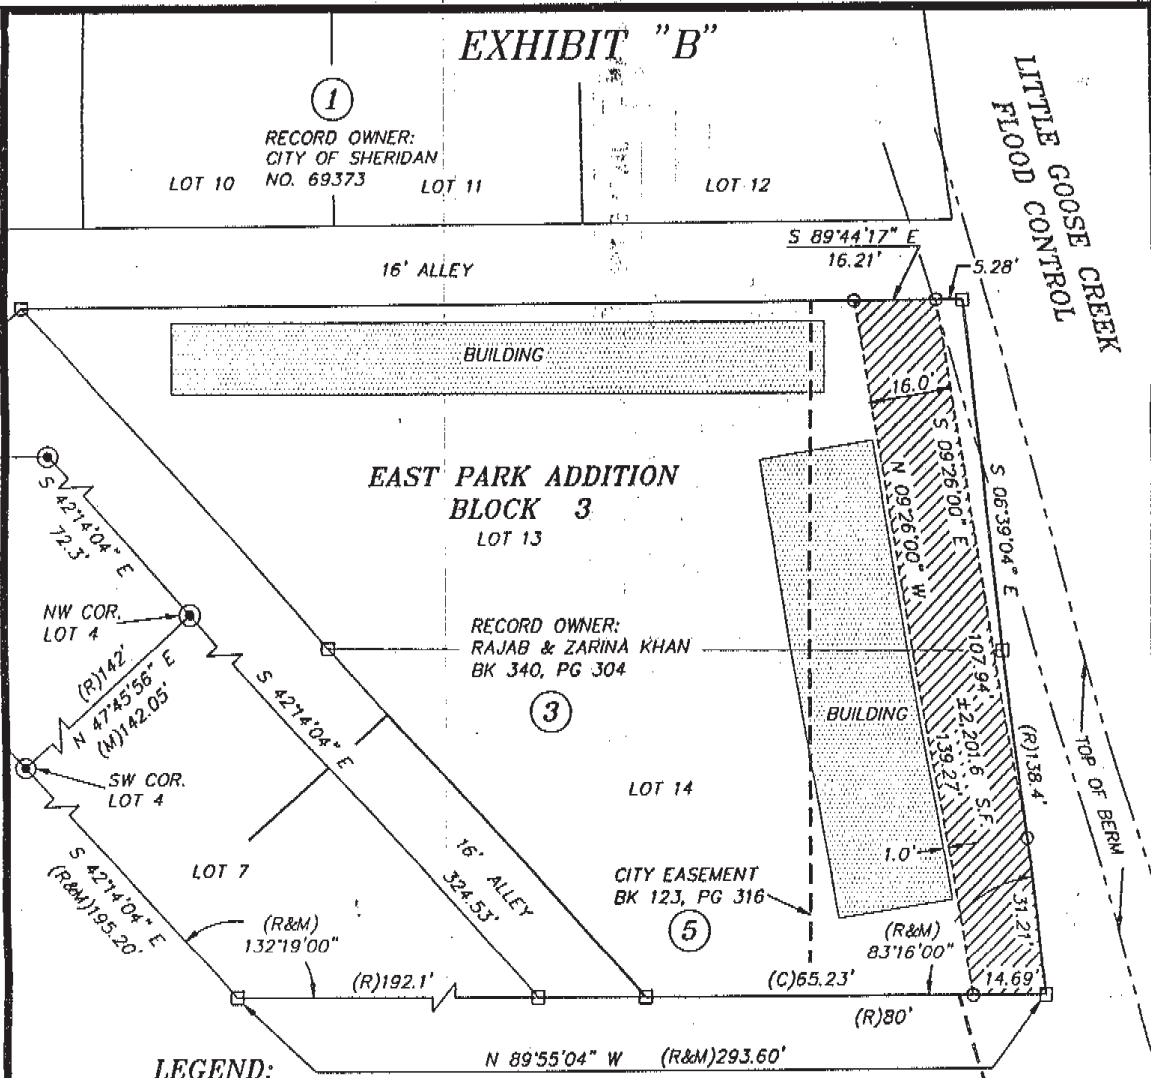 EXHIBIT "B"
LITTLE GOOSE CREEK
FLOOD CONTROL
1
RECORD OWNER:
CITY OF SHERIDAN
NO. 69373
LOT 10
LOT 11
LOT 12
S 89°44'17" E
16.21'
5.28'
16' ALLEY
BUILDING
16.0'
EAST PARK ADDITION
BLOCK 3
LOT 13
S 42°14'04" E
72.3'
N 09°26'00" W
139.27'
S 09°26'00" E
107.94'
S 06°39'04" E
(R)138.4'
NW COR.
LOT 4
(R)142'
N 47°45'56" E
(M)142.05'
SW COR.
LOT 4
RECORD OWNER:
RAJAB & ZARINA KHAN
BK 340, PG 304
3
S 42°14'04" E
324.53'
BUILDING
±2,201.6 S.F.
TOP OF BERM
LOT 14
16' ALLEY
1.0'
31.21'
S 42°14'04" E
(R&M)195.20'
LOT 7
CITY EASEMENT
BK 123, PG 316
5
(R&M)
132°19'00"
(R&M)
83°16'00"
(R)192.1'
(C)65.23'
14.69'
(R)80'
N 89°55'04" W (R&M)293.60'
LEGEND: